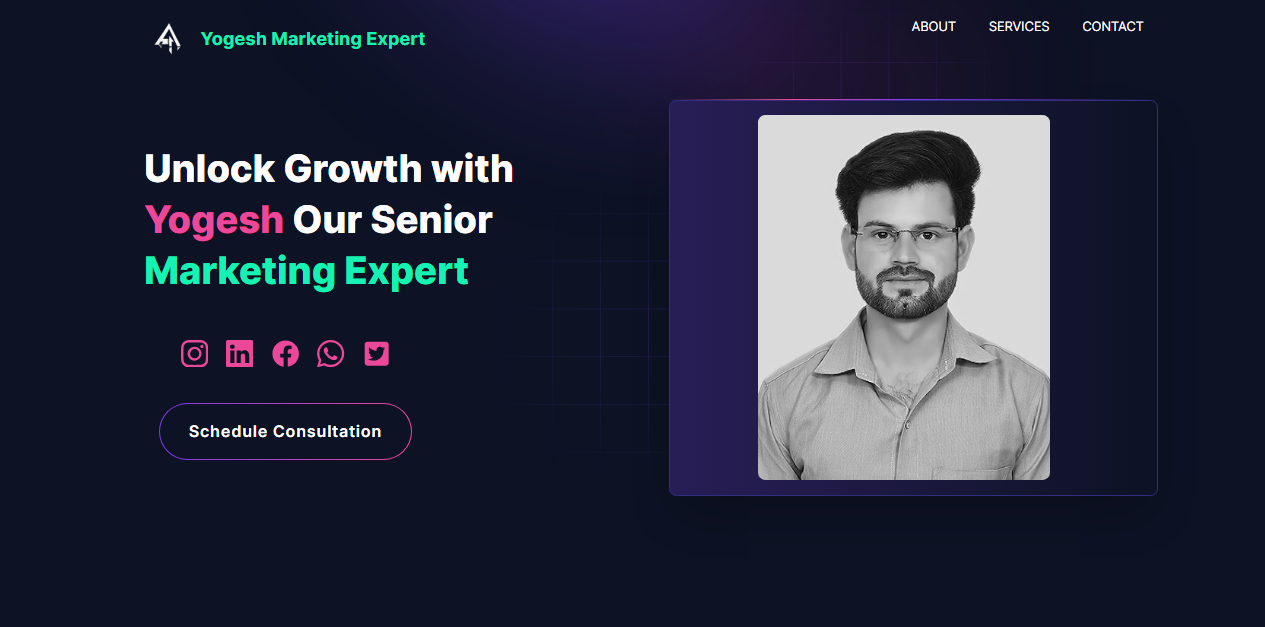 Yogesh Marketing Expert
ABOUT SERVICES CONTACT
Unlock Growth with
Yogesh Our Senior
Marketing Expert
Schedule Consultation